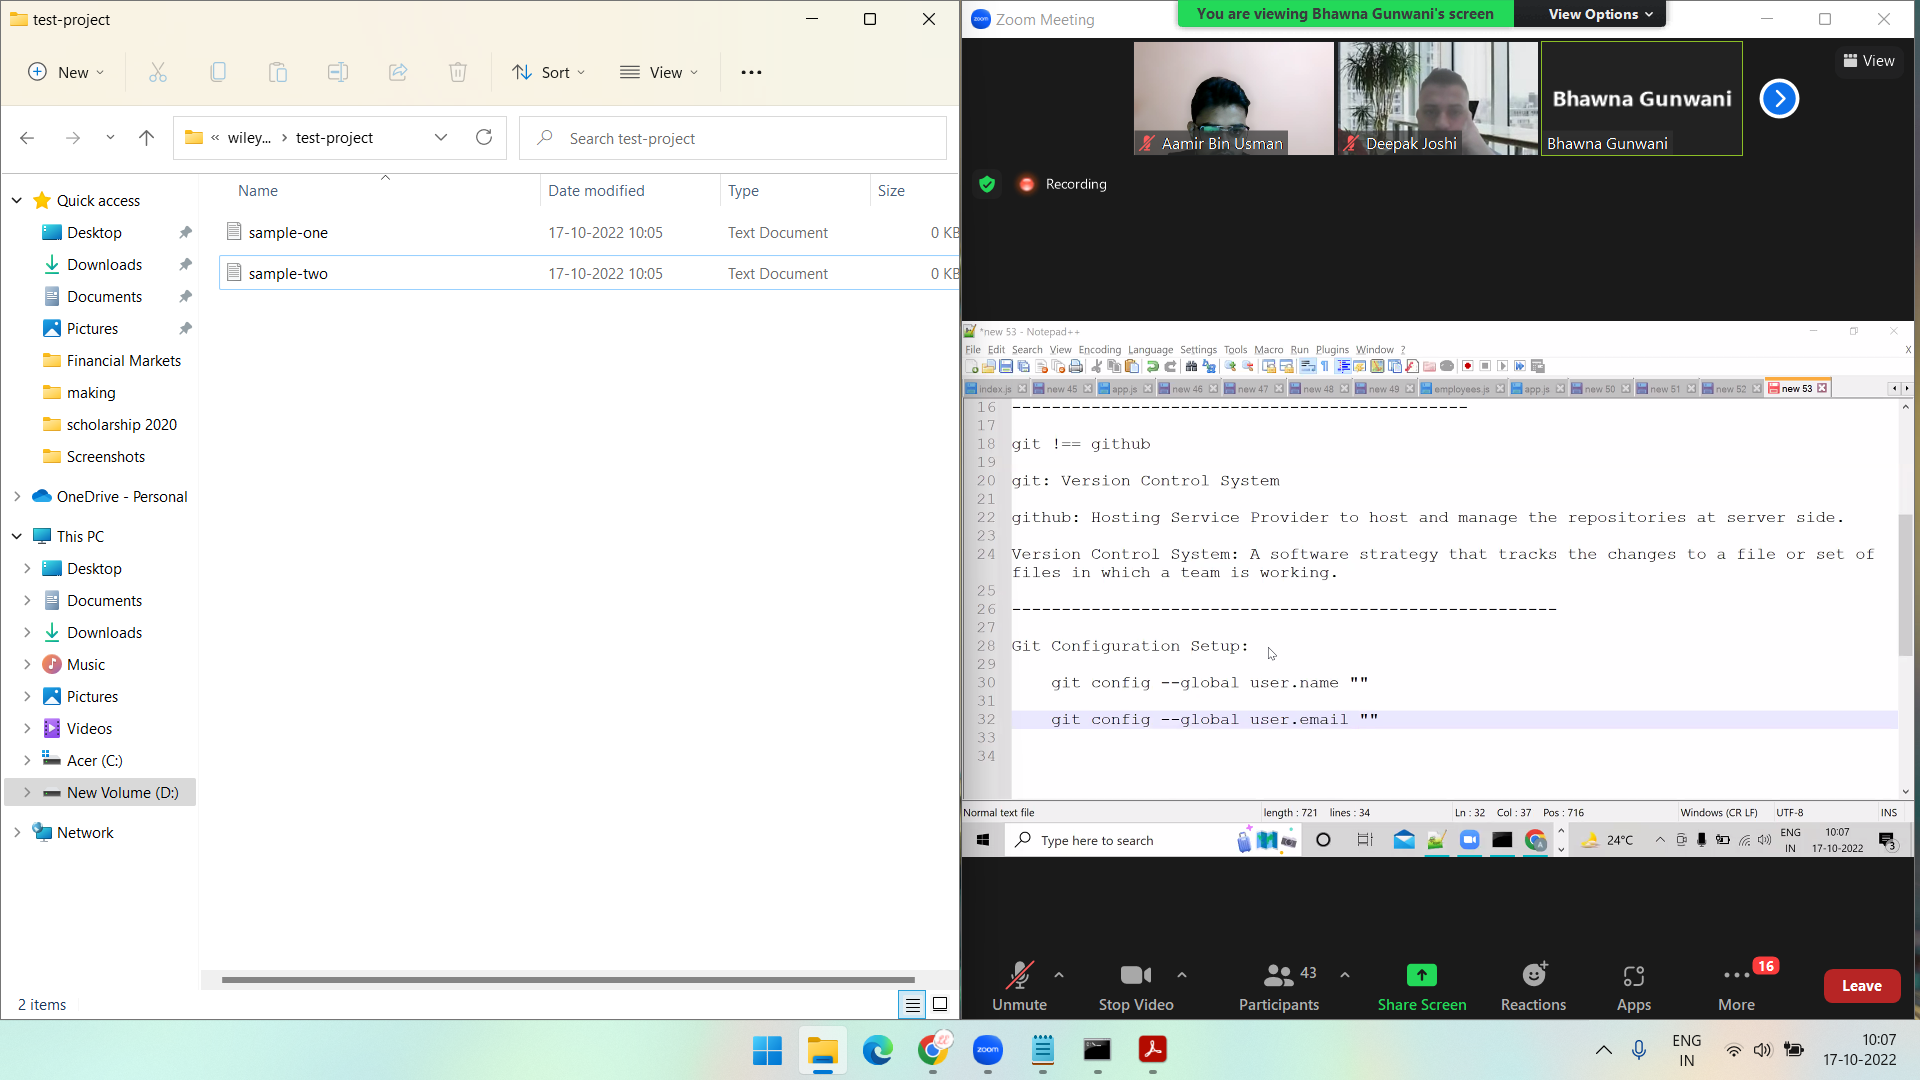 test-project
New
Sort
View
wiley...
test-project
Search test-project
Name
Date modified
Type
Size
sample-one
17-10-2022 10:05
Text Document
0 KB
sample-two
17-10-2022 10:05
Text Document
0 KB
Quick access
Desktop
Downloads
Documents
Pictures
Financial Markets
making
scholarship 2020
Screenshots
OneDrive - Personal
This PC
Desktop
Documents
Downloads
Music
Pictures
Videos
Acer (C:)
New Volume (D:)
Network
2 items
zoom
Zoom Meeting
You are viewing Bhawna Gunwani's screen
View Options
View
Aamir Bin Usman
Deepak Joshi
Bhawna Gunwani
Bhawna Gunwani
Recording
*new 53 - Notepad++
File Edit Search View Encoding Language Settings Tools Macro Run Plugins Window ?
X
index.js new 45 app.js new 46 new 47 new 48 new 49 employees.js app.js new 50 new 51 new 52 new 53
16 ----------------------------------------------
17
18 git !== github
19
20 git: Version Control System
21
22 github: Hosting Service Provider to host and manage the repositories at server side.
23
24 Version Control System: A software strategy that tracks the changes to a file or set of
files in which a team is working.
25
26 -------------------------------------------------------
27
28 Git Configuration Setup:
29
30 git config --global user.name ""
31
32 git config --global user.email ""
33
34
Normal text file
length : 721 lines : 34
Ln : 32 Col : 37 Pos : 716
Windows (CR LF)
UTF-8
INS
Type here to search
24°C
ENG
IN
10:07
17-10-2022
3
Unmute
Stop Video
43
Participants
Share Screen
Reactions
Apps
16
More
Leave
zoom
ENG
IN
10:07
17-10-2022